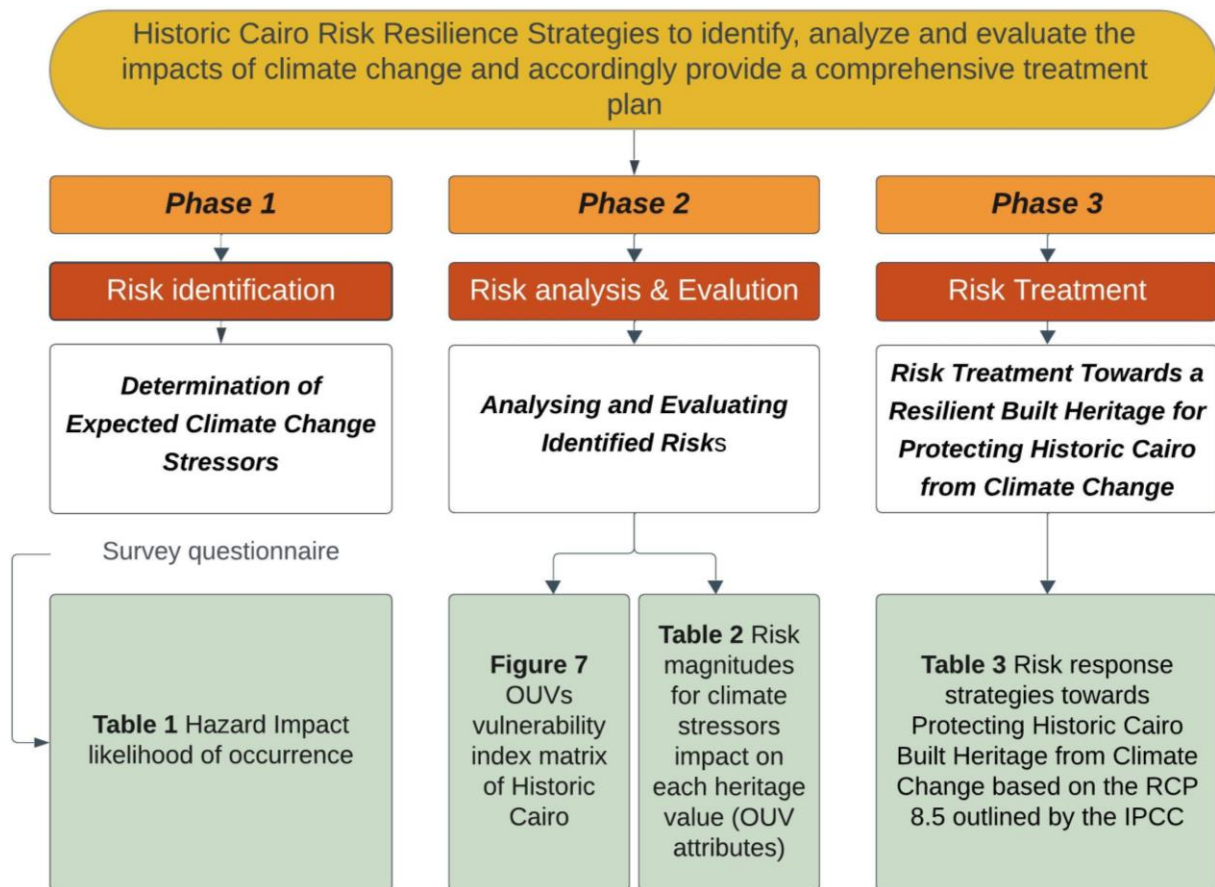 Historic Cairo Risk Resilience Strategies to identify, analyze and evaluate the
impacts of climate change and accordingly provide a comprehensive treatment
plan
Phase 1
Risk identification
Determination of
Expected Climate Change
Stressors
Survey questionnaire
Table 1 Hazard Impact
likelihood of occurrence
Phase 2
Risk analysis & Evalution
Analysing and Evaluating
Identified Risks
Figure 7
OUVs
vulnerability
index matrix
of Historic
Cairo
Table 2 Risk
magnitudes
for climate
stressors
impact on
each heritage
value (OUV
attributes)
Phase 3
Risk Treatment
Risk Treatment Towards a
Resilient Built Heritage for
Protecting Historic Cairo
from Climate Change
Table 3 Risk response
strategies towards
Protecting Historic Cairo
Built Heritage from Climate
Change based on the RCP
8.5 outlined by the IPCC